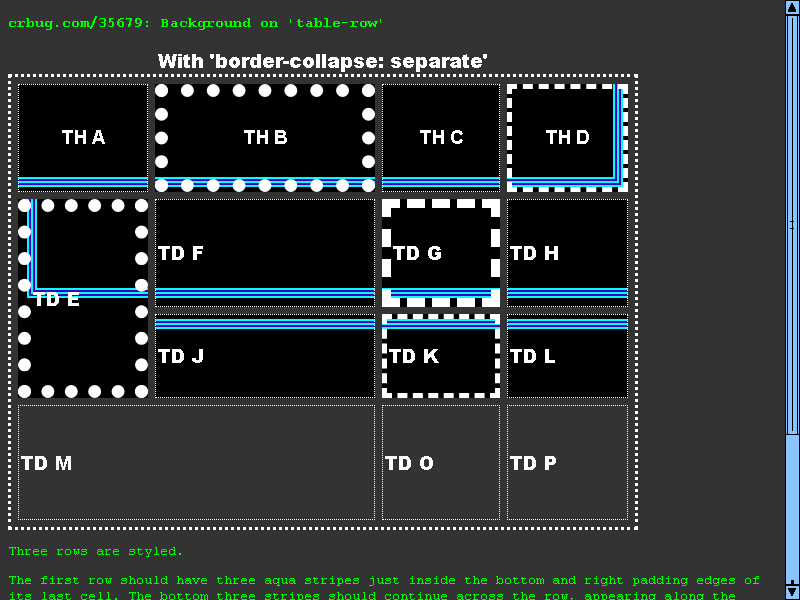 crbug.com/35679: Background on 'table-row'
With 'border-collapse: separate'
TH A TH B TH C TH D
TD E TD F TD G TD H
TD J TD K TD L
TD M TD O TD P
Three rows are styled.
The first row should have three aqua stripes just inside the bottom and right padding edges of
its last cell. The bottom three stripes should continue across the row, appearing along the